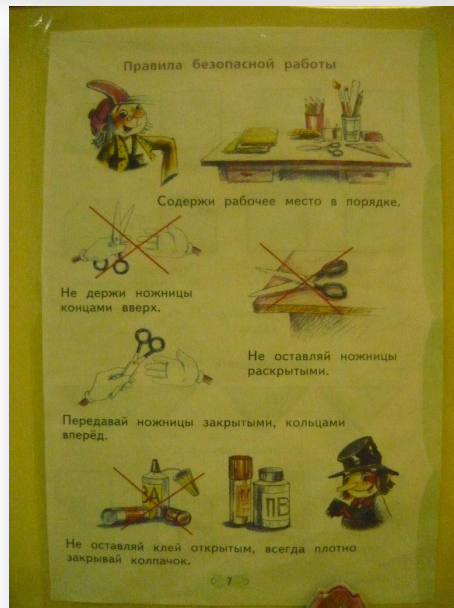 Правила безопасной работы
Содержи рабочее место в порядке.
Не держи ножницы
концами вверх.
Не оставляй ножницы
раскрытыми.
Передавай ножницы закрытыми, кольцами
вперёд.
ПВ
Не оставляй клей открытым, всегда плотно
закрывай колпачок.
7